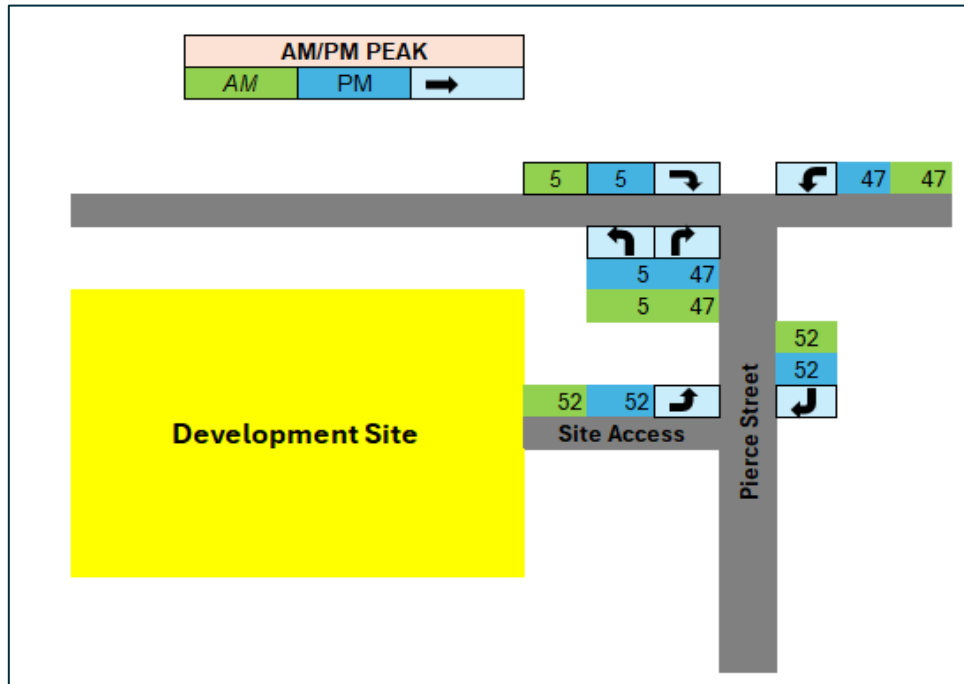 AM/PM PEAK
AM PM
5 5 47 47
5 47
5 47
52
52
52 52
Development Site
Site Access
Pierce Street